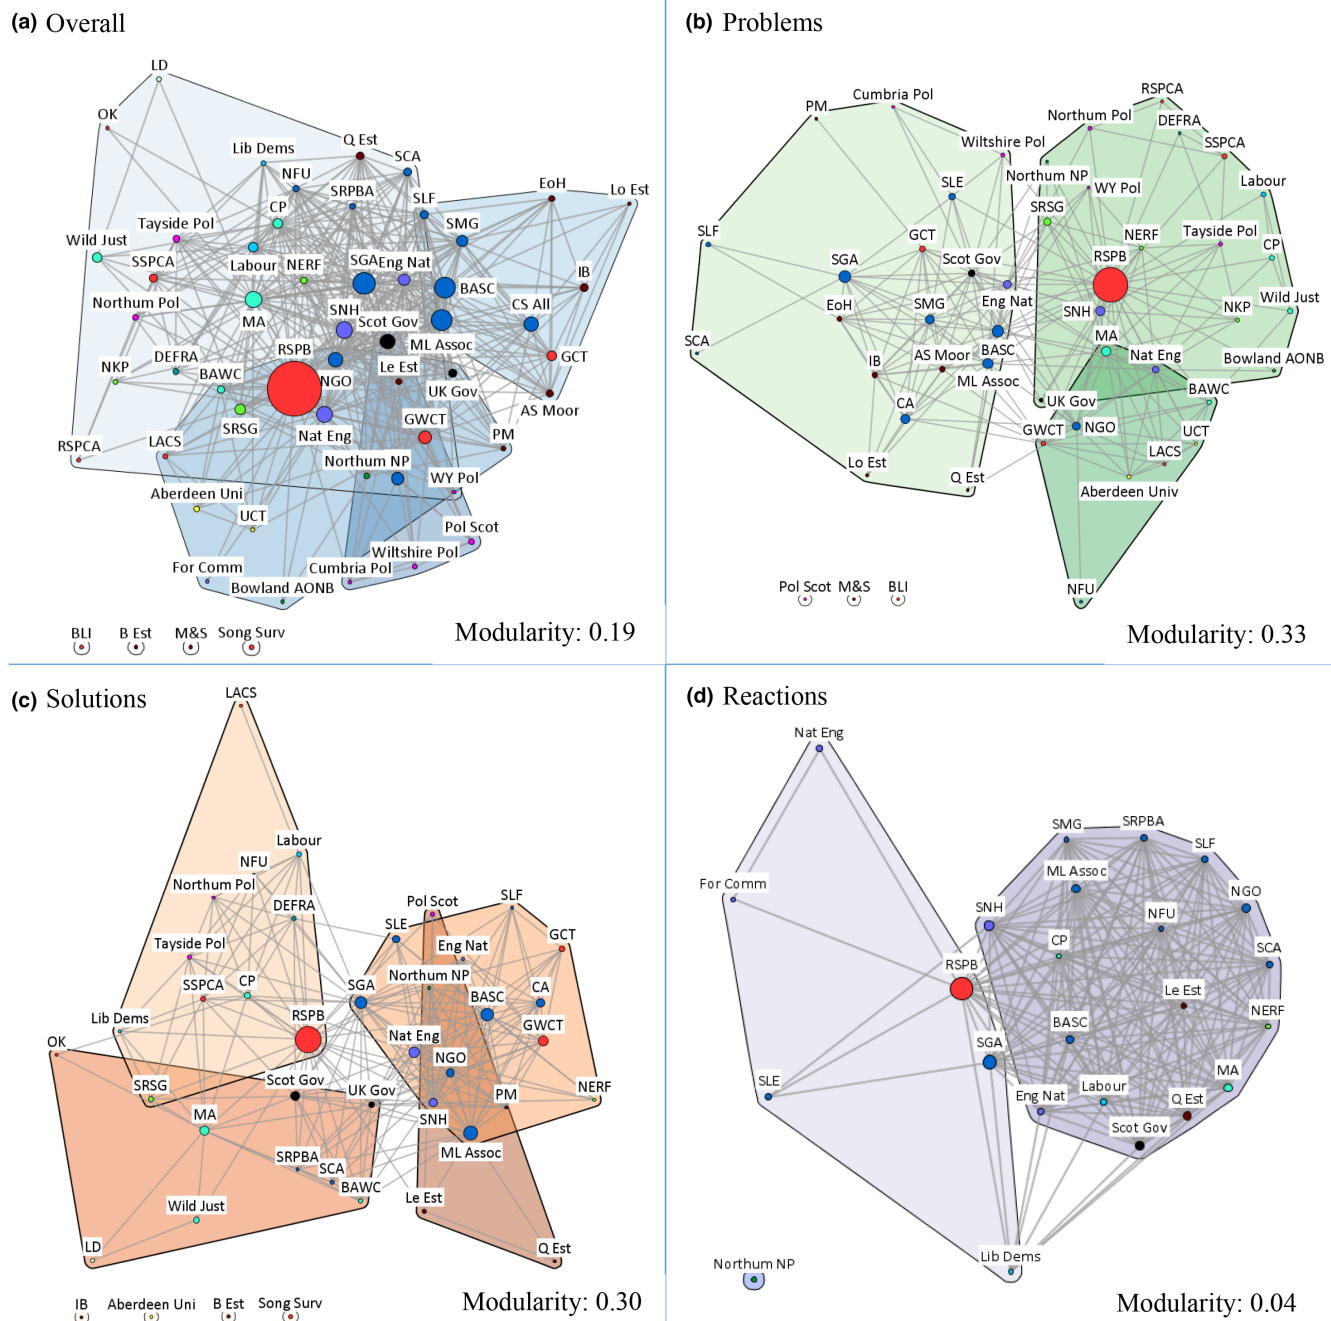 (a) Overall
LD
OK
Lib Dems
Q Est
SCA
NFU
SRPBA
SLF
EoH
Lo Est
CP
SMG
Tayside Pol
Wild Just
SSPCA
Labour
NERF
SGA
Eng Nat
BASC
IB
Northum Pol
MA
SNH
Scot Gov
CS All
ML Assoc
RSPB
DEFRA
NKP
BAWC
NGO
Le Est
UK Gov
GCT
AS Moor
SRSG
Nat Eng
GWCT
RSPCA
LACS
PM
Northum NP
WY Pol
Aberdeen Uni
UCT
Pol Scot
Wiltshire Pol
For Comm
Cumbria Pol
Bowland AONB
BLI
B Est
M&S
Song Surv
Modularity: 0.19
(b) Problems
Cumbria Pol
PM
RSPCA
Northum Pol
DEFRA
Wiltshire Pol
SSPCA
Northum NP
WY Pol
SLE
Labour
SRSG
SLF
GCT
NERF
Tayside Pol
CP
SGA
Scot Gov
RSPB
EoH
SMG
Eng Nat
SNH
NKP
Wild Just
SCA
IB
AS Moor
BASC
MA
Nat Eng
Bowland AONB
ML Assoc
BAWC
CA
UK Gov
GWCT
NGO
UCT
LACS
Lo Est
Q Est
Aberdeen Univ
NFU
Pol Scot
M&S
BLI
Modularity: 0.33
(c) Solutions
LACS
Labour
NFU
Northum Pol
DEFRA
Pol Scot
SLF
SLE
GCT
Tayside Pol
Eng Nat
SSPCA
CP
SGA
Northum NP
BASC
CA
Lib Dems
RSPB
GWCT
OK
Nat Eng
NGO
SRSG
Scot Gov
UK Gov
PM
NERF
MA
SNH
ML Assoc
SRPBA
SCA
BAWC
Wild Just
Le Est
LD
Q Est
IB
Aberdeen Uni
B Est
Song Surv
Modularity: 0.30
(d) Reactions
Nat Eng
SMG
SRPBA
SLF
ML Assoc
For Comm
NGO
SNH
NFU
CP
SCA
RSPB
Le Est
NERF
BASC
SGA
MA
SLE
Eng Nat
Labour
Q Est
Scot Gov
Lib Dems
Northum NP
Modularity: 0.04